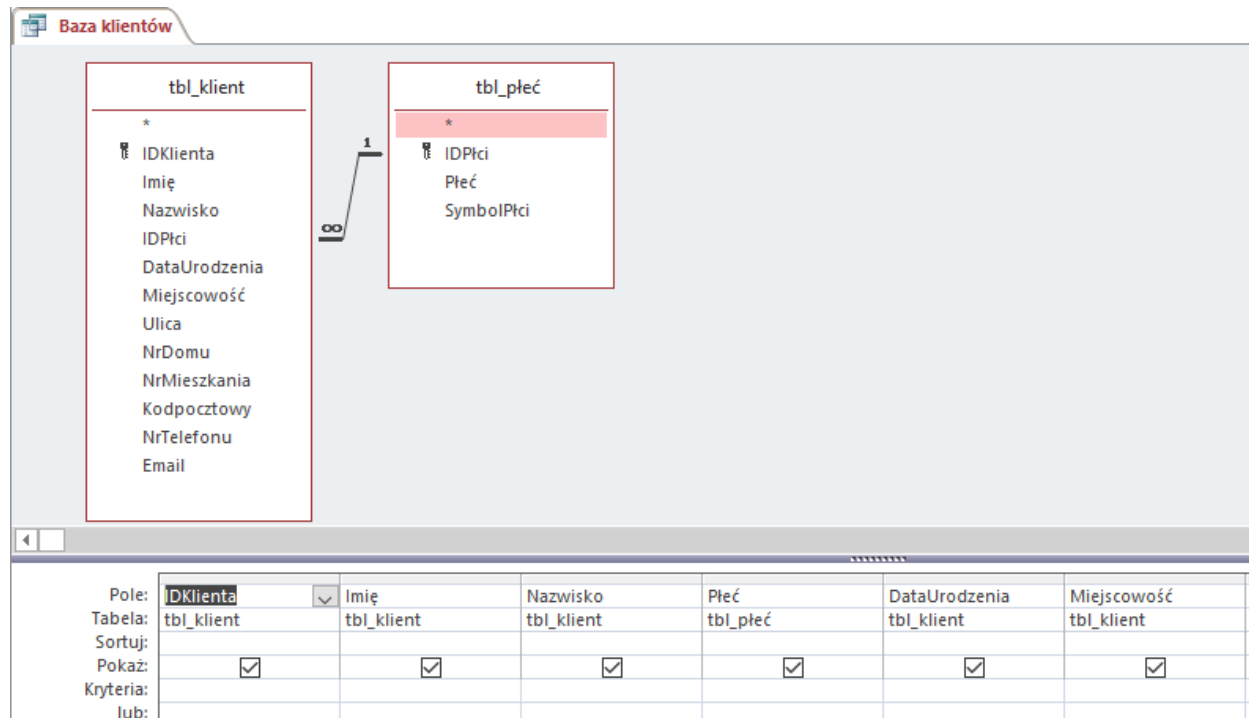 Baza klientów
tbl_klient
*
IDKlienta
Imię
Nazwisko
IDPłci
DataUrodzenia
Miejscowość
Ulica
NrDomu
NrMieszkania
Kodpocztowy
NrTelefonu
Email
1
∞
tbl_płeć
*
IDPłci
Płeć
SymbolPłci
Pole: IDKlienta Imię Nazwisko Płeć DataUrodzenia Miejscowość
Tabela: tbl_klient tbl_klient tbl_klient tbl_płeć tbl_klient tbl_klient
Sortuj:
Pokaż:
Kryteria:
lub: